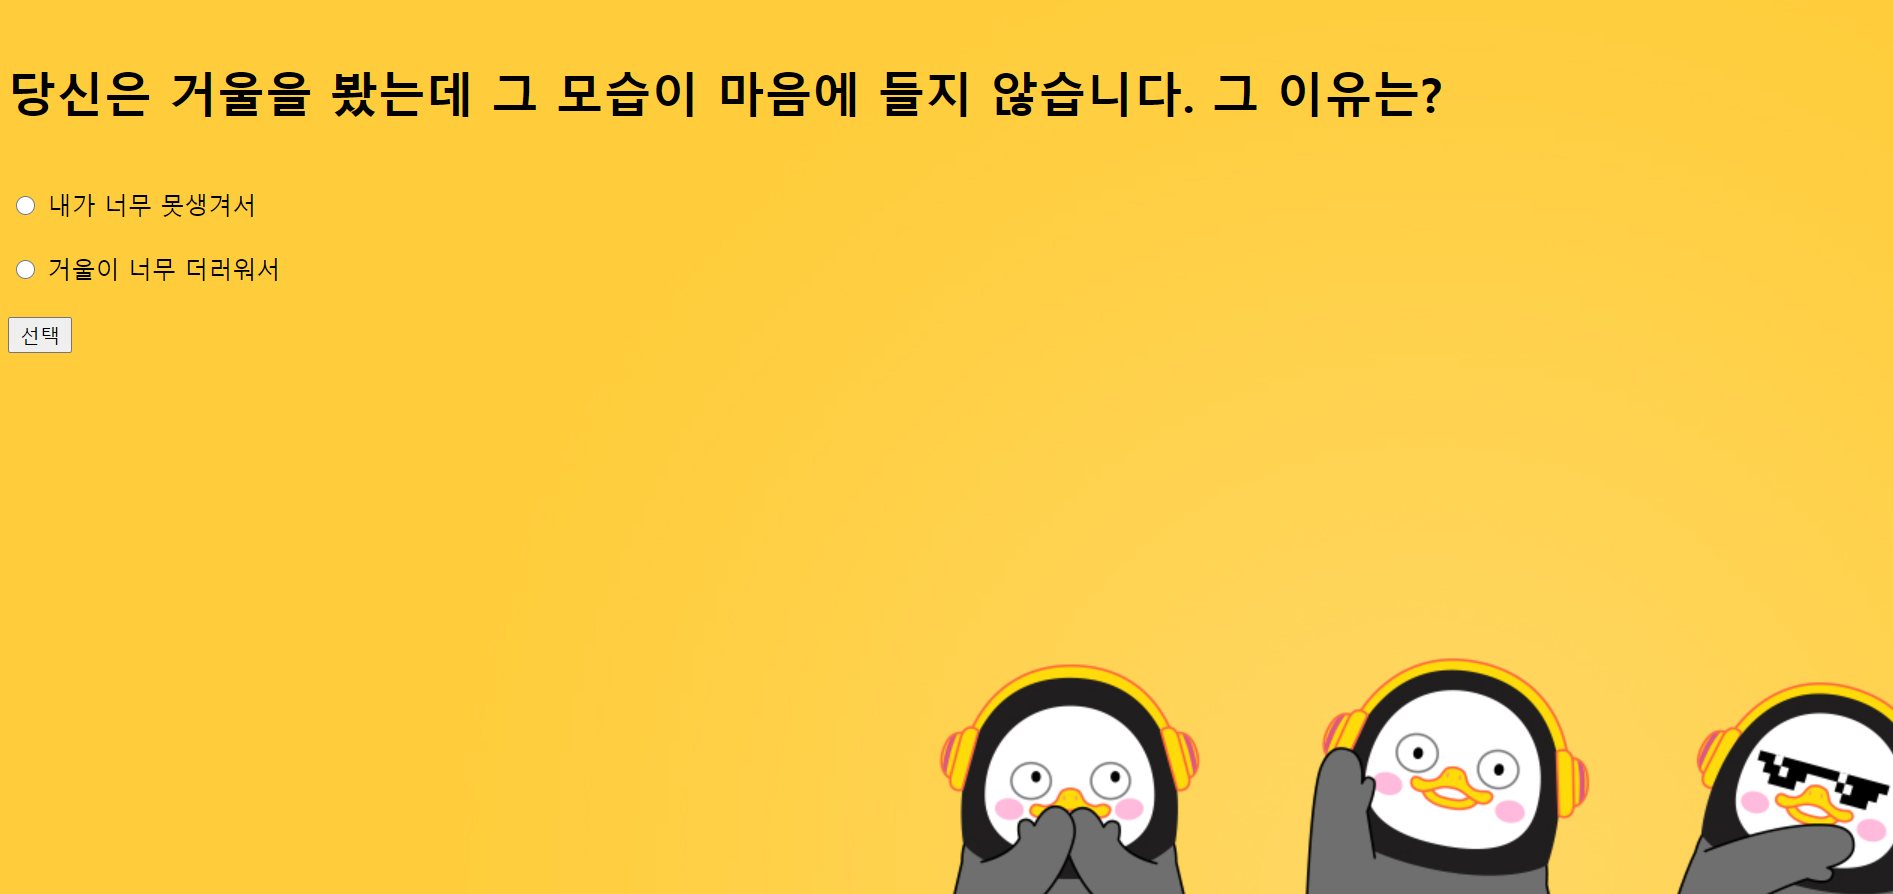 당신은 거울을 봤는데 그 모습이 마음에 들지 않습니다. 그 이유는?
내가 너무 못생겨서
거울이 너무 더러워서
선택